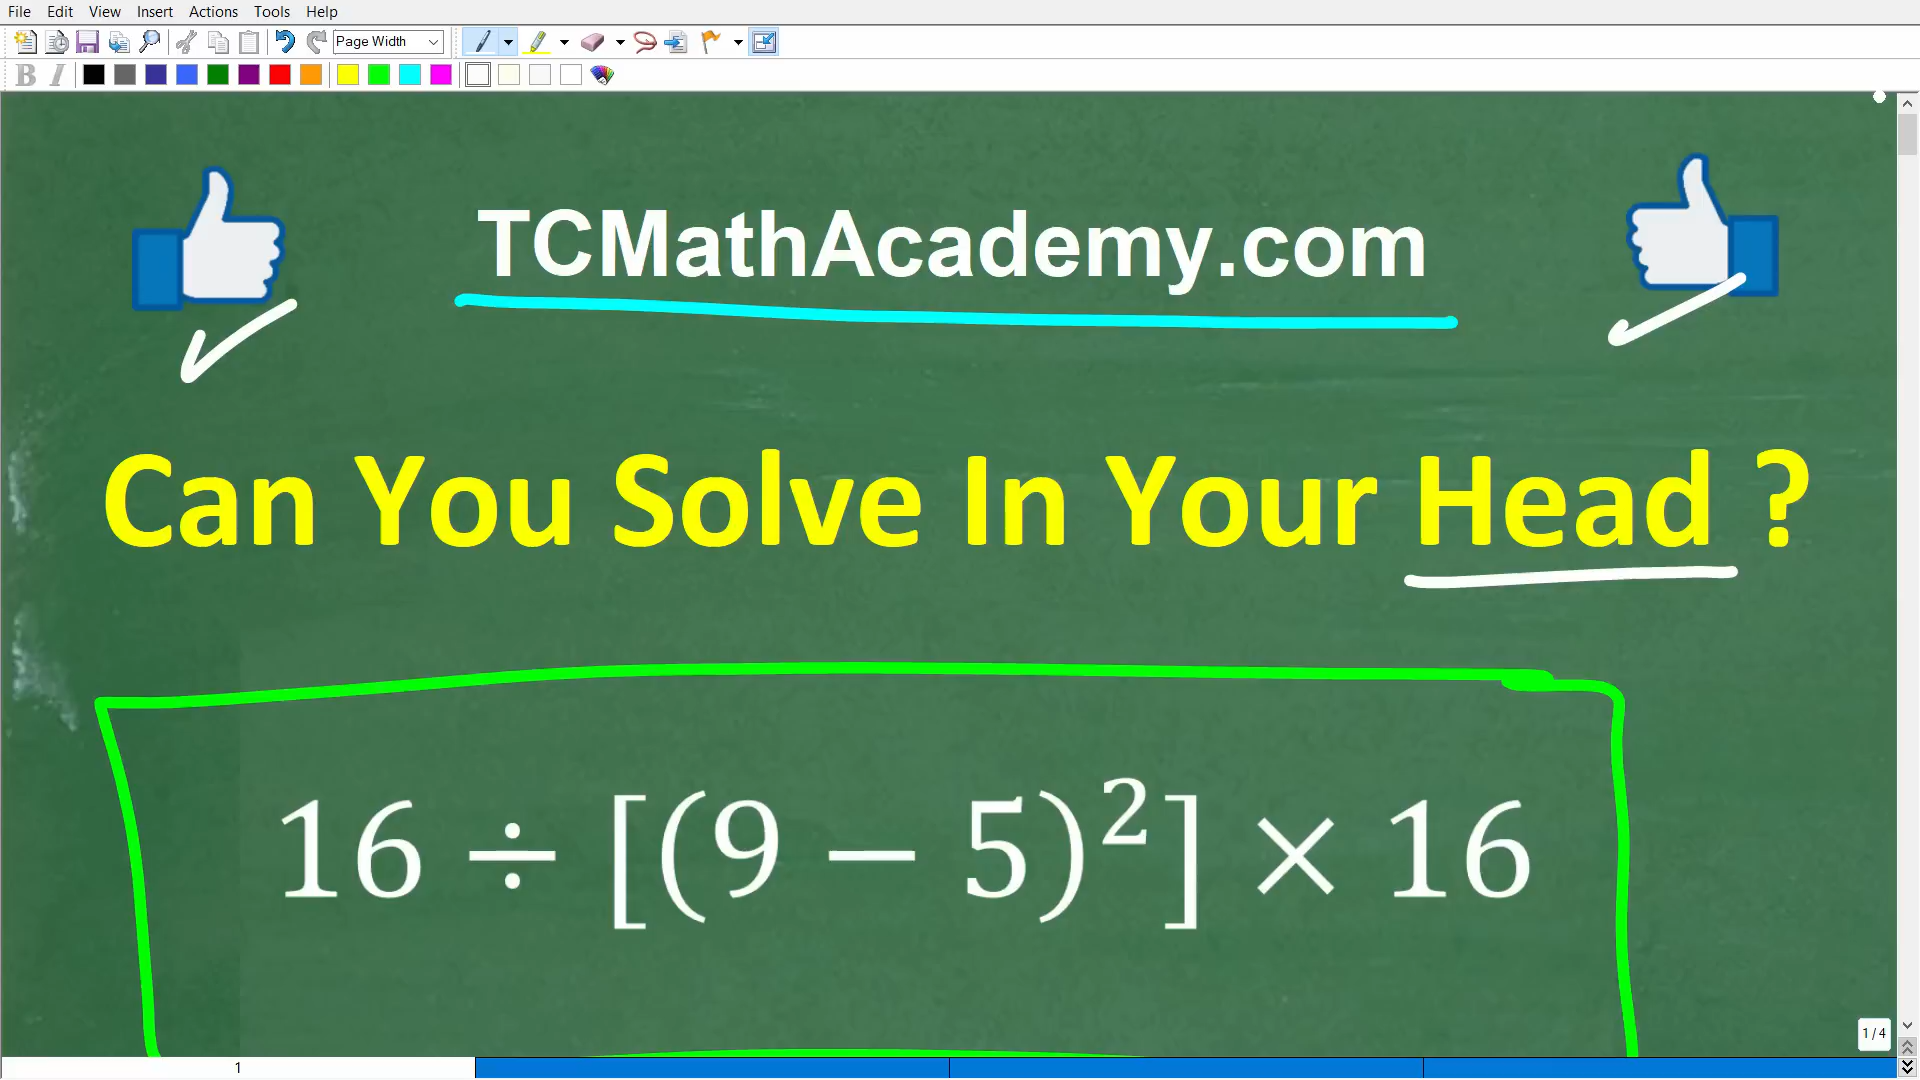 File Edit View Insert Actions Tools Help
Page Width
B I
TCMathAcademy.com
Can You Solve In Your Head ?
16 ÷ [(9 − 5)² ] × 16
1 / 4
1